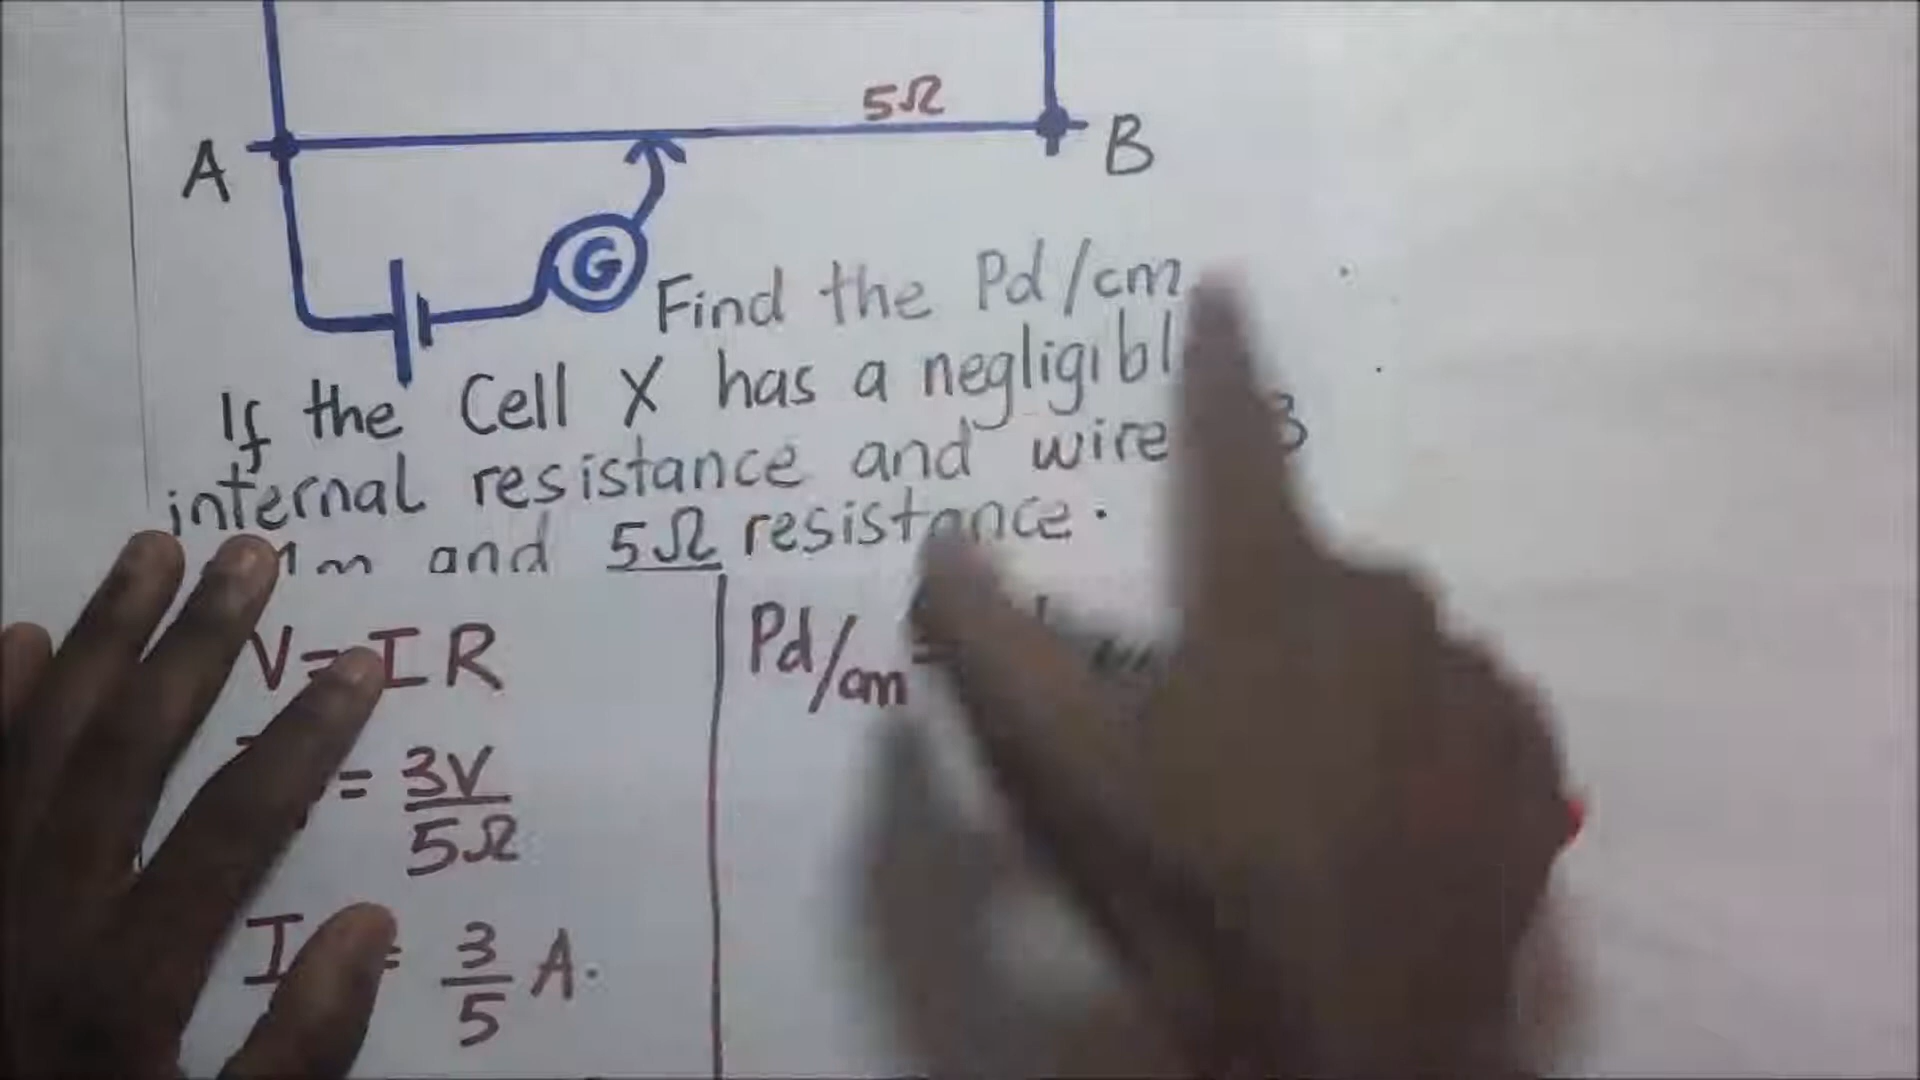 5Ω
A
B
G
Find the Pd/cm
If the Cell X has a negligibl
internal resistance and wire
1m and 5Ω resistance.
V=IR
Pd/cm =
= 3V
5Ω
I = 3 A.
5